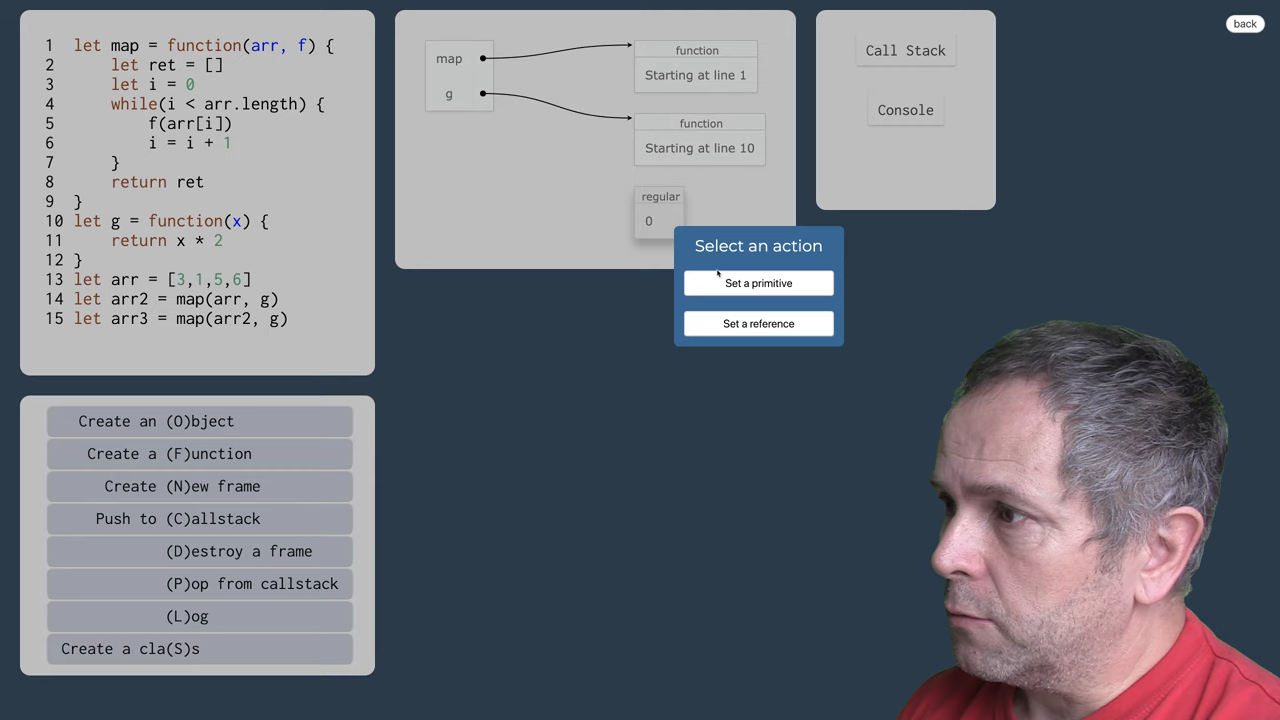 1 let map = function(arr, f) {
2 let ret = []
3 let i = 0
4 while(i < arr.length) {
5 f(arr[i])
6 i = i + 1
7 }
8 return ret
9 }
10 let g = function(x) {
11 return x * 2
12 }
13 let arr = [3,1,5,6]
14 let arr2 = map(arr, g)
15 let arr3 = map(arr2, g)
Create an (O)bject
Create a (F)unction
Create (N)ew frame
Push to (C)allstack
(D)estroy a frame
(P)op from callstack
(L)og
Create a cla(S)s
map
g
function
Starting at line 1
function
Starting at line 10
regular
0
Select an action
Set a primitive
Set a reference
Call Stack
Console
back